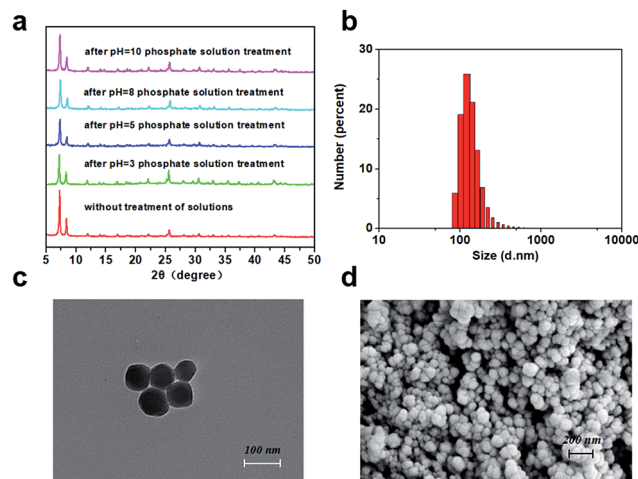 a
after pH=10 phosphate solution treatment
after pH=8 phosphate solution treatment
after pH=5 phosphate solution treatment
after pH=3 phosphate solution treatment
without treatment of solutions
5 10 15 20 25 30 35 40 45 50
2θ（degree）
b
Number (percent)
30
20
10
0
10 100 1000 10000
Size (d.nm)
c
100 nm
d
200 nm